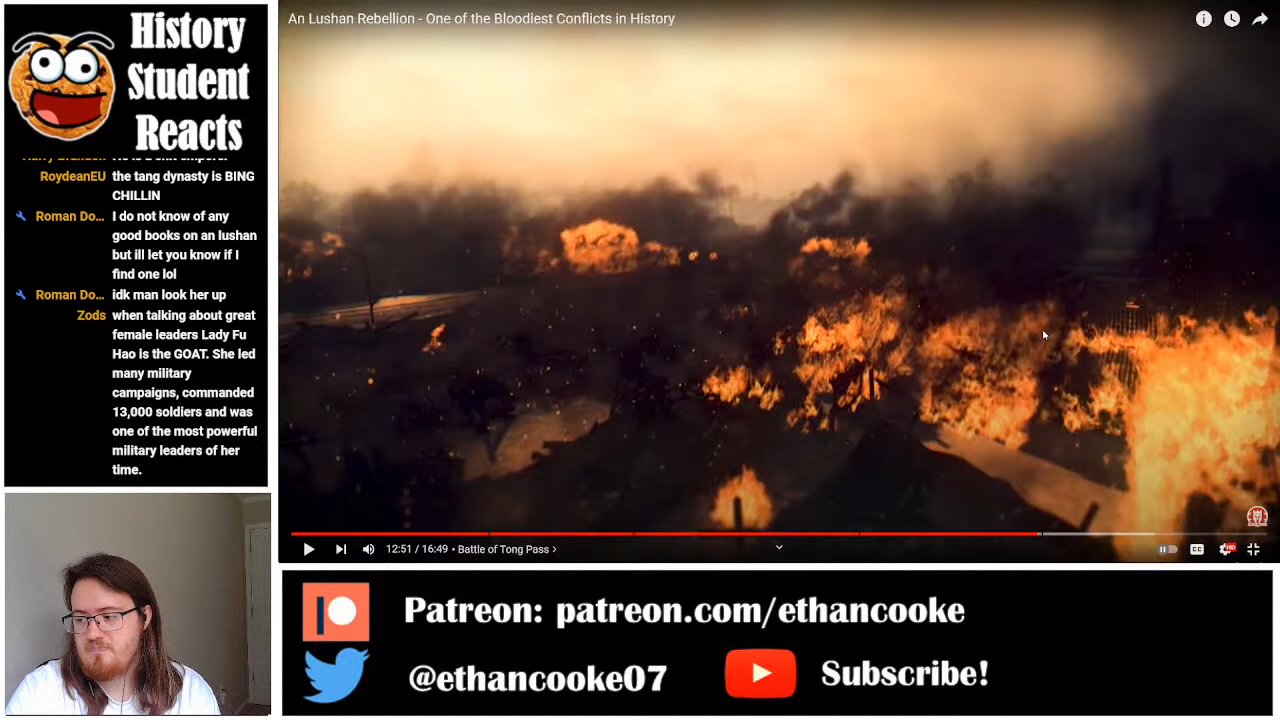 History
Student
Reacts
An Lushan Rebellion - One of the Bloodiest Conflicts in History
RoydeanEU the tang dynasty is BING
CHILLIN
Roman Do... I do not know of any
good books on an lushan
but ill let you know if I
find one lol
Roman Do... idk man look her up
Zods when talking about great
female leaders Lady Fu
Hao is the GOAT. She led
many military
campaigns, commanded
13,000 soldiers and was
one of the most powerful
military leaders of her
time.
12:51 / 16:49 • Battle of Tong Pass ›
CC
HD
Patreon: patreon.com/ethancooke
@ethancooke07
Subscribe!